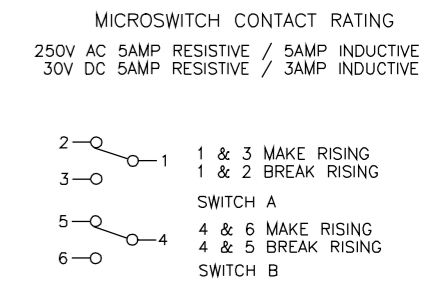 MICROSWITCH CONTACT RATING
250V AC 5AMP RESISTIVE / 5AMP INDUCTIVE
30V DC 5AMP RESISTIVE / 3AMP INDUCTIVE
2
1
3
1 & 3 MAKE RISING
1 & 2 BREAK RISING
SWITCH A
5
4
6
4 & 6 MAKE RISING
4 & 5 BREAK RISING
SWITCH B